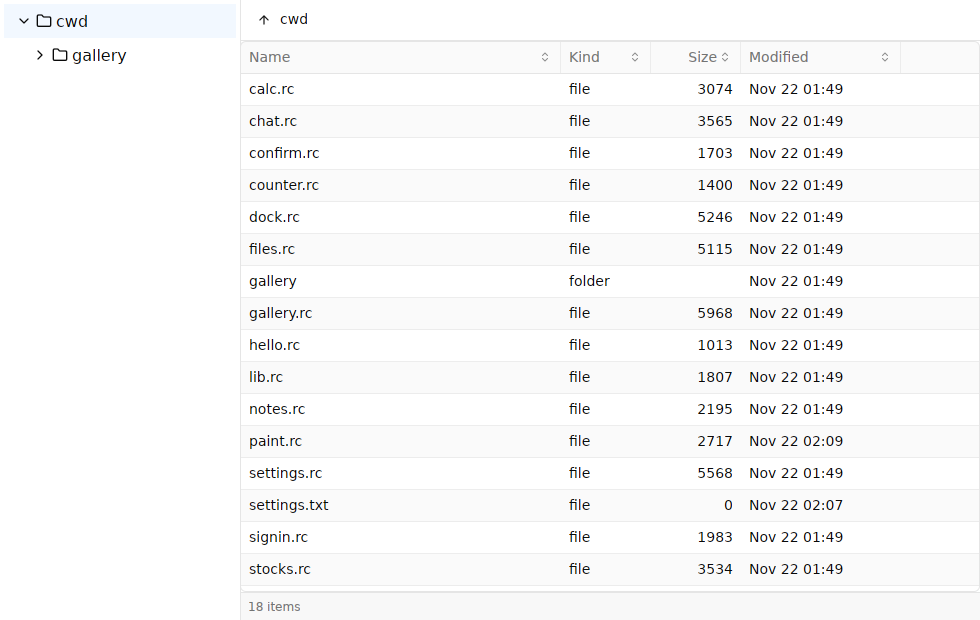 cwd
gallery
cwd
Name Kind Size Modified
calc.rc file 3074 Nov 22 01:49
chat.rc file 3565 Nov 22 01:49
confirm.rc file 1703 Nov 22 01:49
counter.rc file 1400 Nov 22 01:49
dock.rc file 5246 Nov 22 01:49
files.rc file 5115 Nov 22 01:49
gallery folder Nov 22 01:49
gallery.rc file 5968 Nov 22 01:49
hello.rc file 1013 Nov 22 01:49
lib.rc file 1807 Nov 22 01:49
notes.rc file 2195 Nov 22 01:49
paint.rc file 2717 Nov 22 02:09
settings.rc file 5568 Nov 22 01:49
settings.txt file 0 Nov 22 02:07
signin.rc file 1983 Nov 22 01:49
stocks.rc file 3534 Nov 22 01:49
18 items